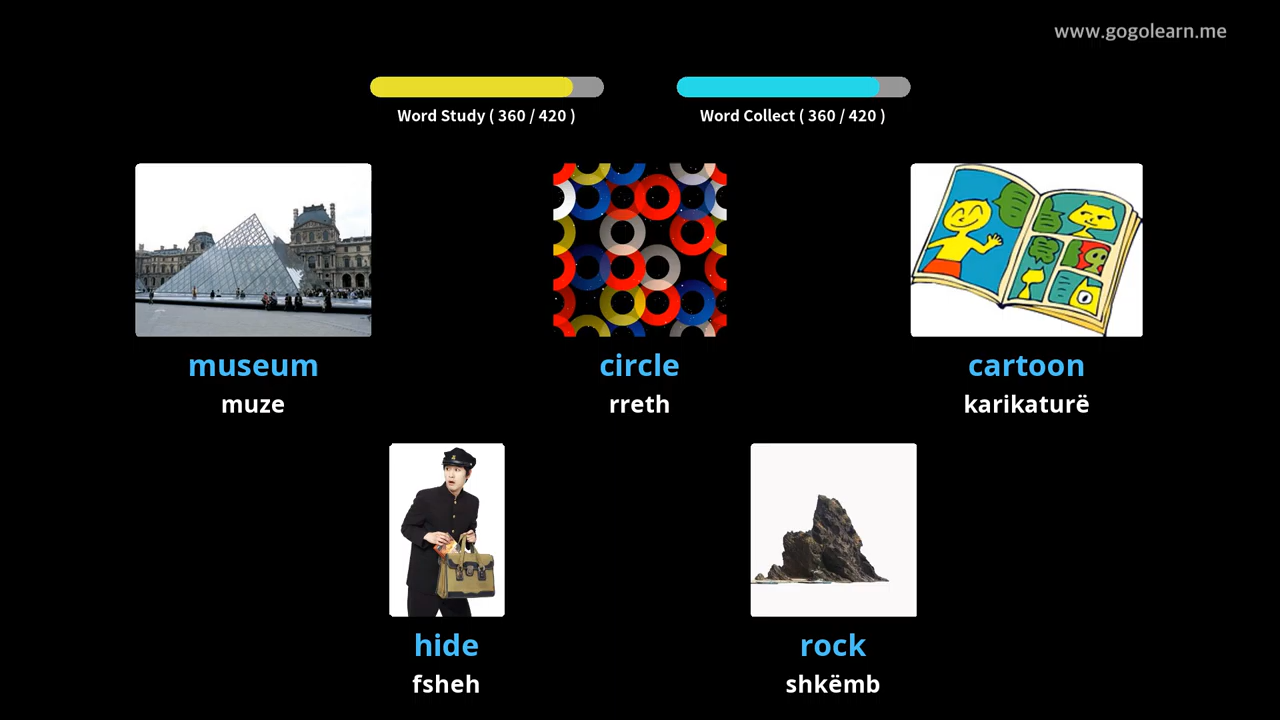 www.gogolearn.me
Word Study ( 360 / 420 )
Word Collect ( 360 / 420 )
museum
muze
circle
rreth
cartoon
karikaturë
hide
fsheh
rock
shkëmb